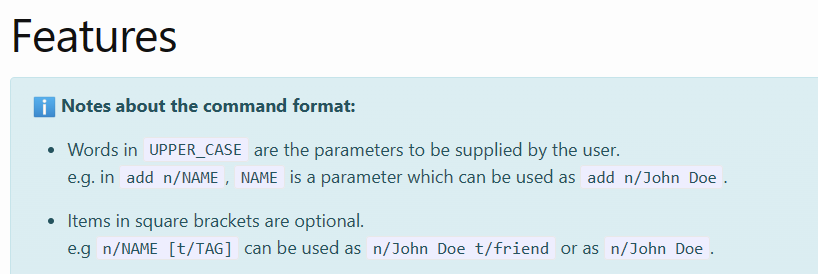 Features
Notes about the command format:
Words in UPPER_CASE are the parameters to be supplied by the user.
e.g. in add n/NAME, NAME is a parameter which can be used as add n/John Doe.
Items in square brackets are optional.
e.g n/NAME [t/TAG] can be used as n/John Doe t/friend or as n/John Doe.